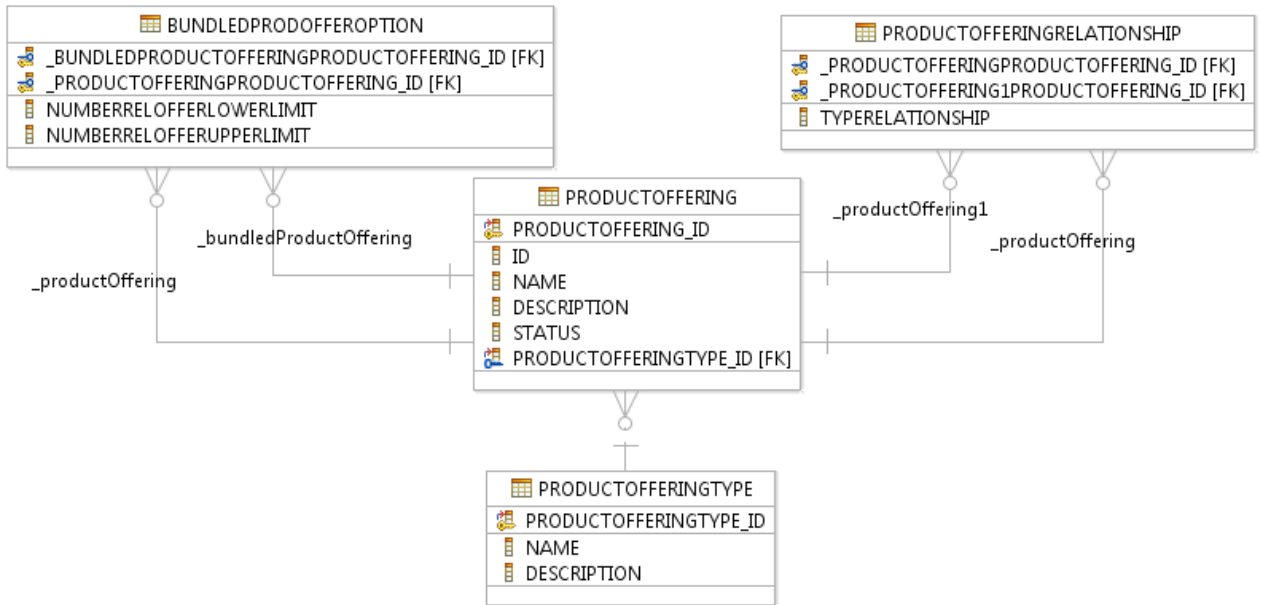 BUNDLEDPRODOFFEROPTION
_BUNDLEDPRODUCTOFFERINGPRODUCTOFFERING_ID [FK]
_PRODUCTOFFERINGPRODUCTOFFERING_ID [FK]
NUMBERRELOFFERLOWERLIMIT
NUMBERRELOFFERUPPERLIMIT
PRODUCTOFFERINGRELATIONSHIP
_PRODUCTOFFERINGPRODUCTOFFERING_ID [FK]
_PRODUCTOFFERING1PRODUCTOFFERING_ID [FK]
TYPERELATIONSHIP
_bundledProductOffering
_productOffering
PRODUCTOFFERING
PRODUCTOFFERING_ID
ID
NAME
DESCRIPTION
STATUS
PRODUCTOFFERINGTYPE_ID [FK]
_productOffering1
_productOffering
PRODUCTOFFERINGTYPE
PRODUCTOFFERINGTYPE_ID
NAME
DESCRIPTION